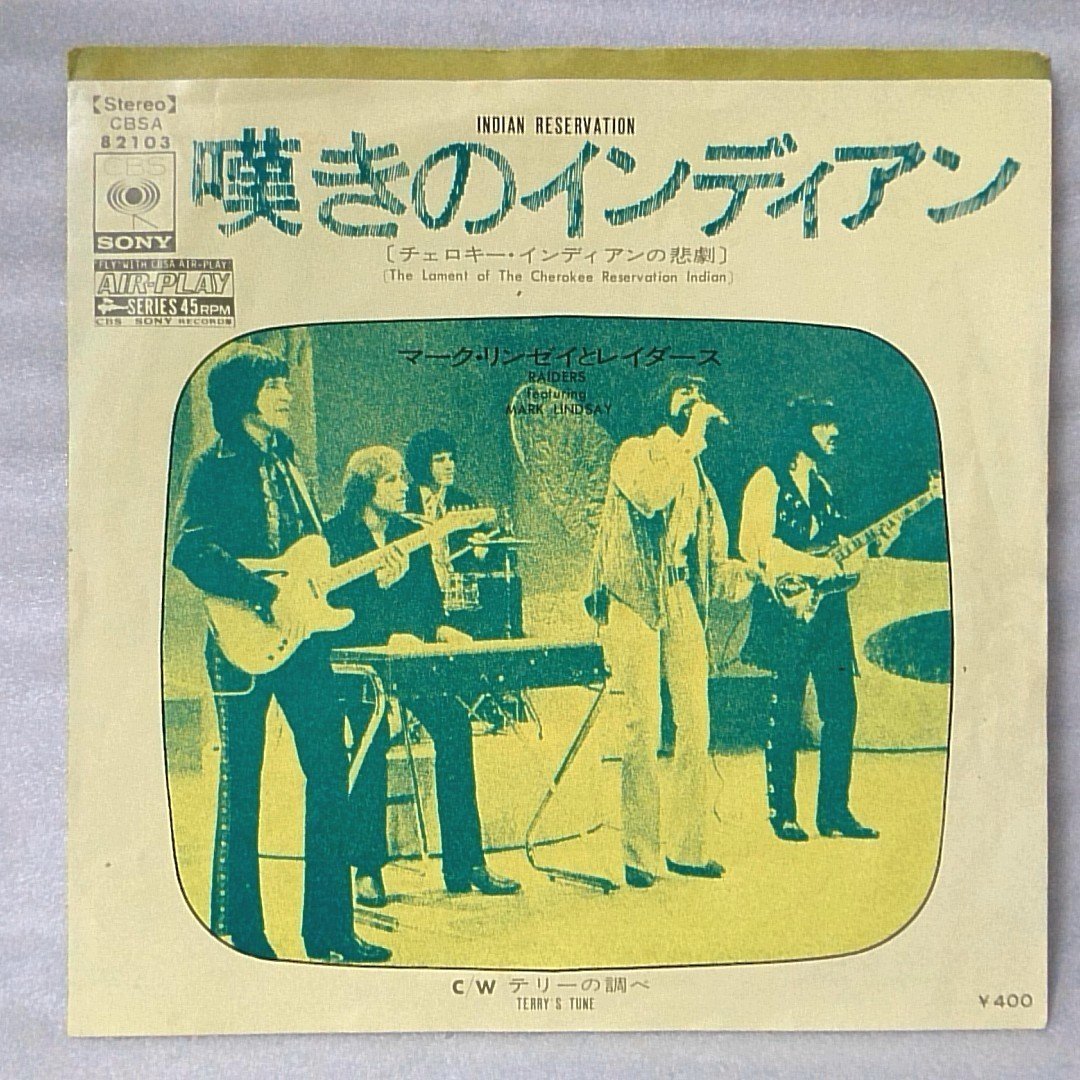 【Stereo】
CBSA
82103
CBS
SONY
"FLY" WITH CBSA AIR-PLAY"
AIR-PLAY
SERIES 45RPM
CBS SONY RECORDS
INDIAN RESERVATION
嘆きのインディアン
〔チェロキー・インディアンの悲劇〕
(The Lament of The Cherokee Reservation Indian)
マーク・リンゼイとレイダース
RAIDERS
featuring
MARK LINDSAY
C/W テリーの調べ
TERRY'S TUNE
¥400